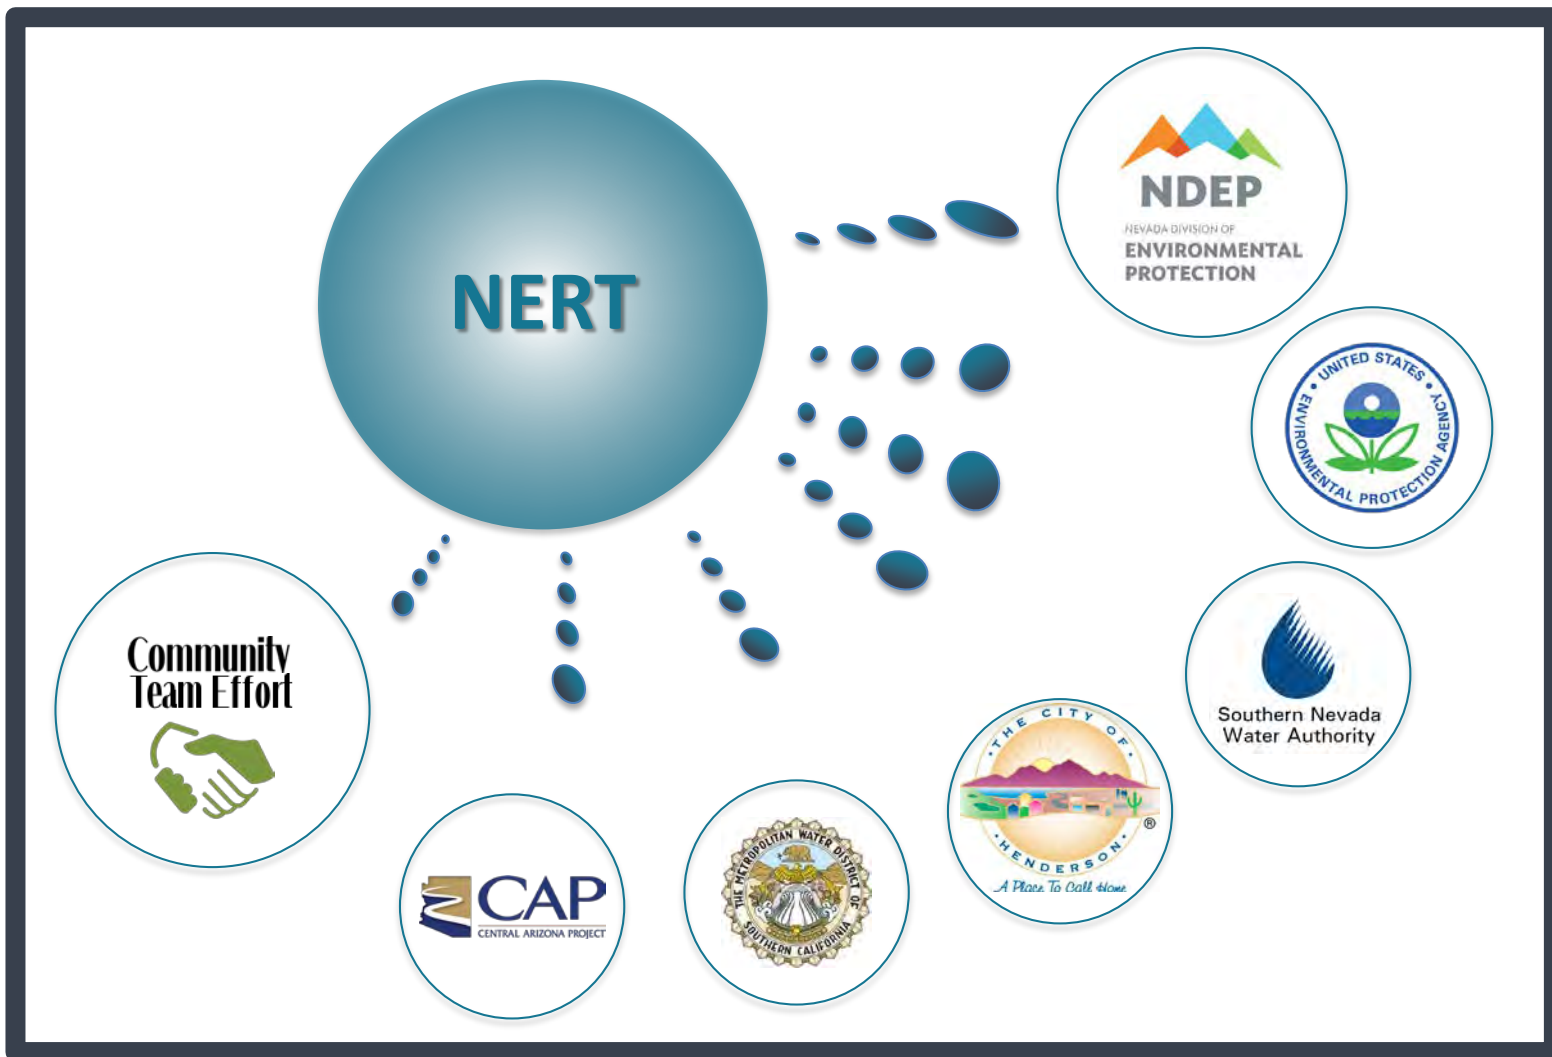 NERT
NDEP
NEVADA DIVISION OF
ENVIRONMENTAL
PROTECTION
UNITED STATES
ENVIRONMENTAL PROTECTION AGENCY
Southern Nevada
Water Authority
THE CITY OF
HENDERSON
®
A Place To Call Home
THE METROPOLITAN WATER DISTRICT OF
SOUTHERN CALIFORNIA
CAP
CENTRAL ARIZONA PROJECT
Community
Team Effort